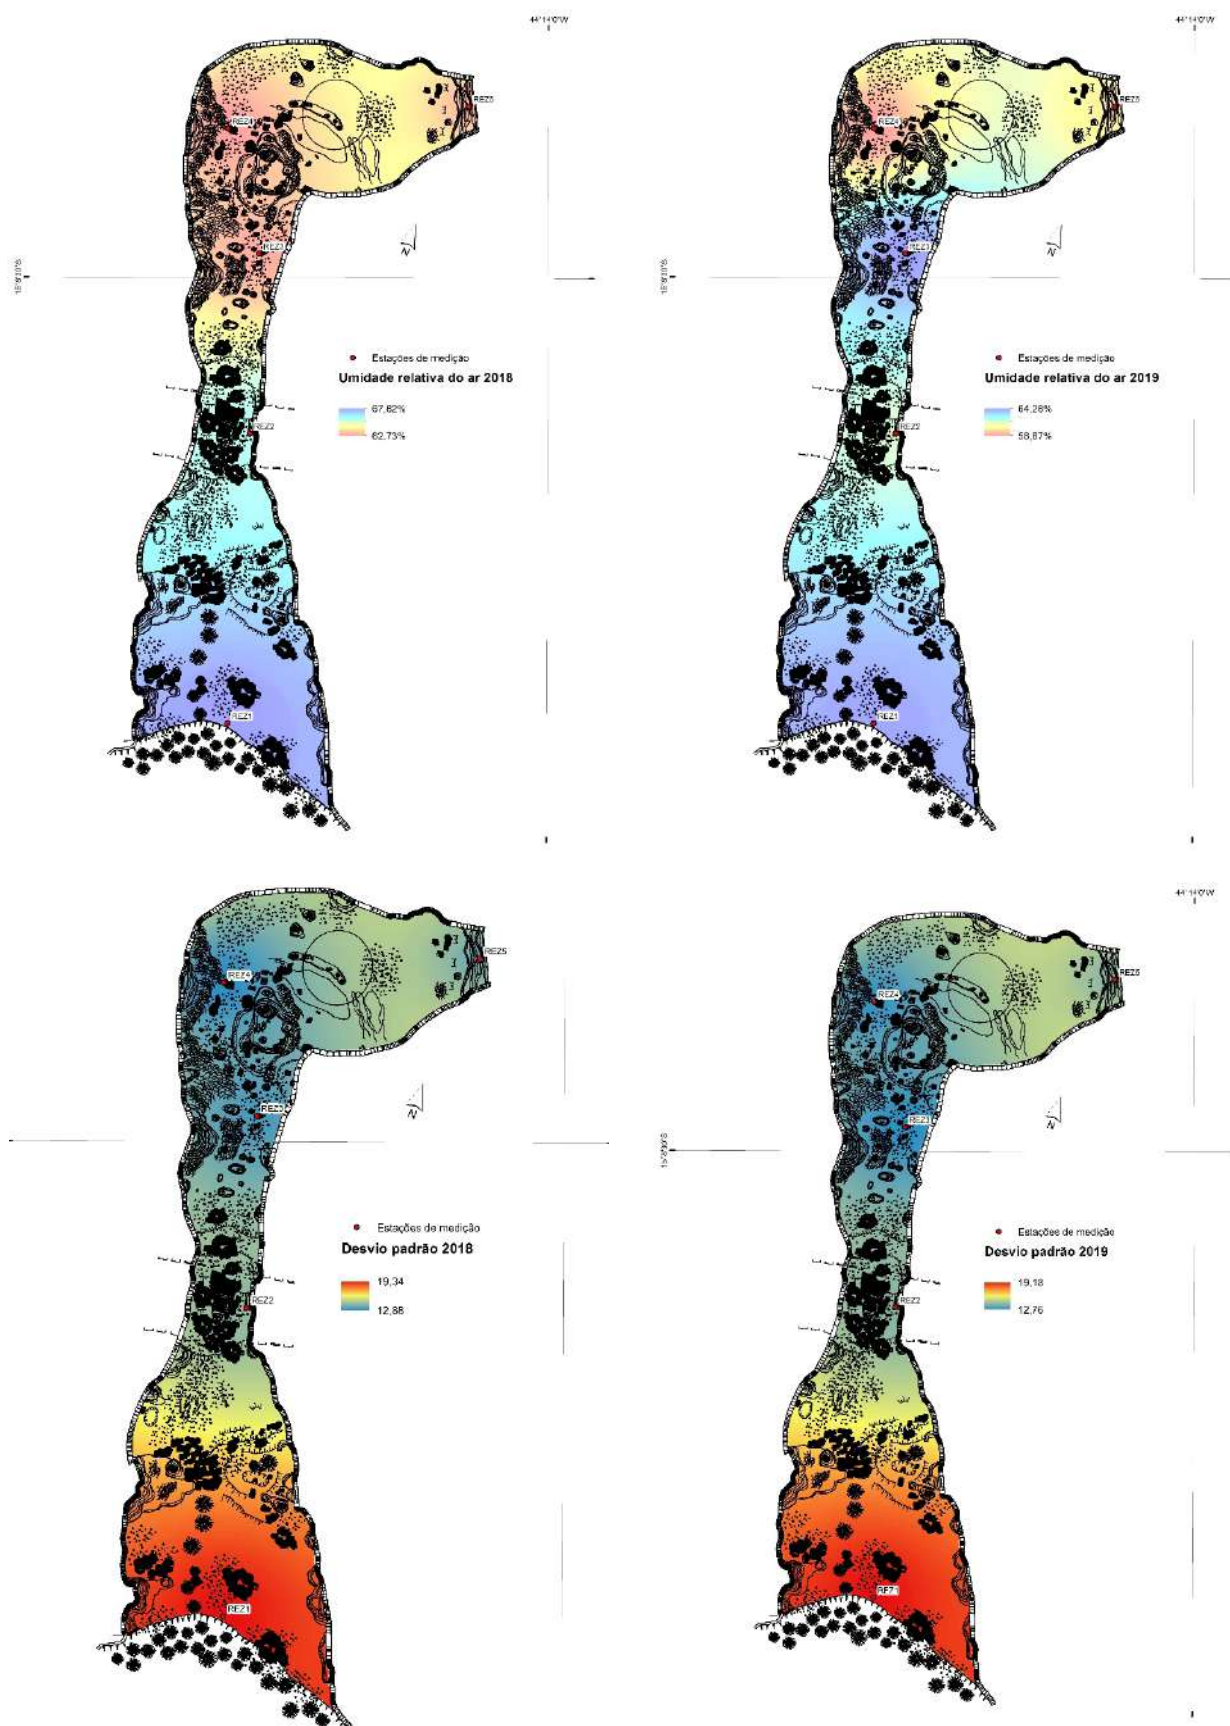 44°14'0"W
44°14'0"W
REZ5
REZ5
REZ4
REZ4
REZ3
REZ3
N
N
Estações de medição
Estações de medição
Umidade relativa do ar 2018
Umidade relativa do ar 2019
67,62%
64,26%
62,73%
58,87%
REZ2
REZ2
REZ1
REZ1
44°14'0"W
REZ5
REZ5
REZ4
REZ4
REZ3
REZ3
N
N
Estações de medição
Estações de medição
Desvio padrão 2018
Desvio padrão 2019
19,34
19,18
12,88
12,76
REZ2
REZ2
REZ1
REZ1